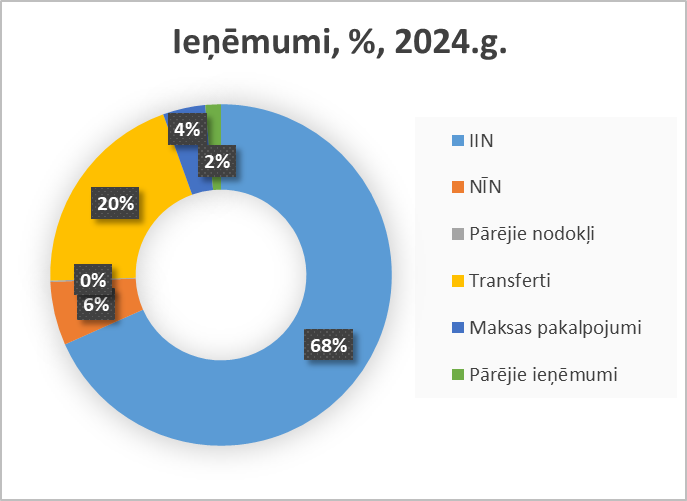 Ieņēmumi, %, 2024.g.
4%
2%
20%
0%
6%
68%
IIN
NĪN
Pārējie nodokļi
Transferti
Maksas pakalpojumi
Pārējie ieņēmumi